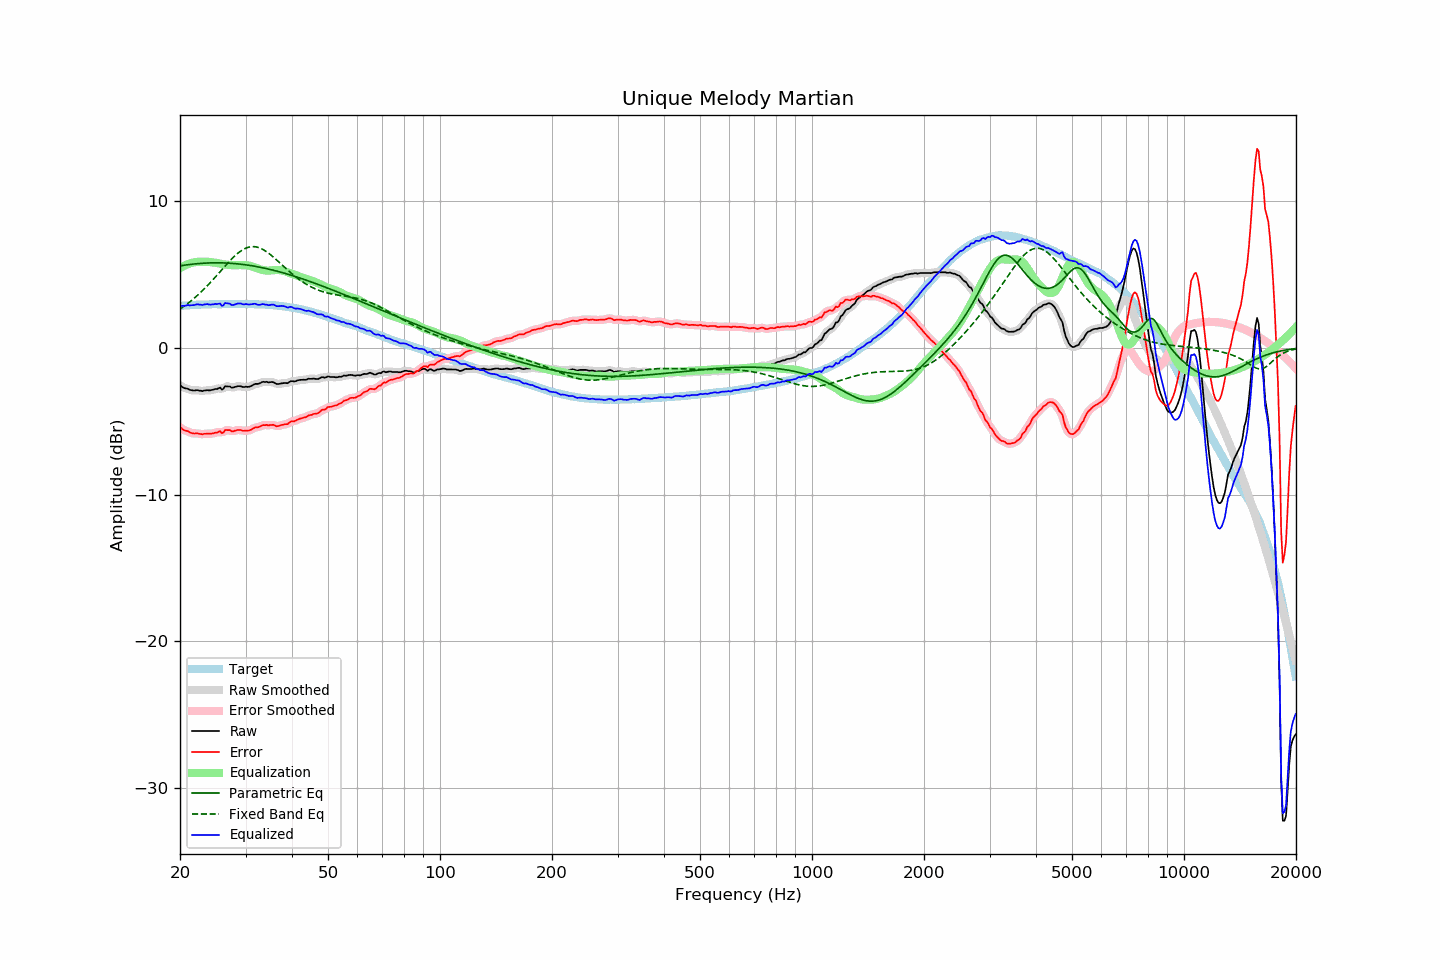 Unique Melody Martian
Amplitude (dBr)
10
0
−10
−20
−30
Target
Raw Smoothed
Error Smoothed
Raw
Error
Equalization
Parametric Eq
Fixed Band Eq
Equalized
20 50 100 200 500 1000 2000 5000 10000 20000
Frequency (Hz)